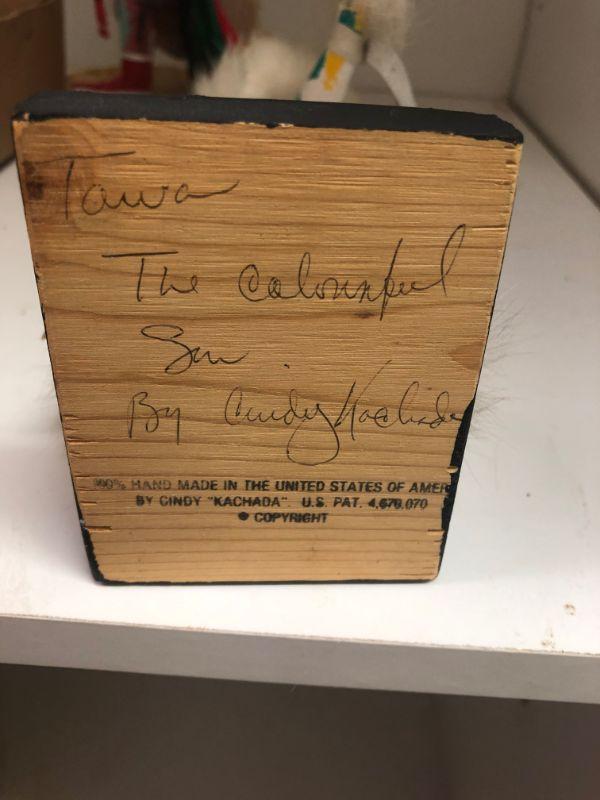 Tawa
The Colourful
Sun
By Cindy Kachada
100% HAND MADE IN THE UNITED STATES OF AMER
BY CINDY "KACHADA". U.S. PAT. 4,670,070
COPYRIGHT